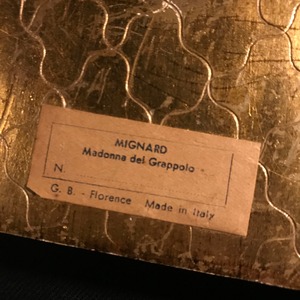 MIGNARD
Madonna del Grappolo
N.
G. B. - Florence Made in Italy